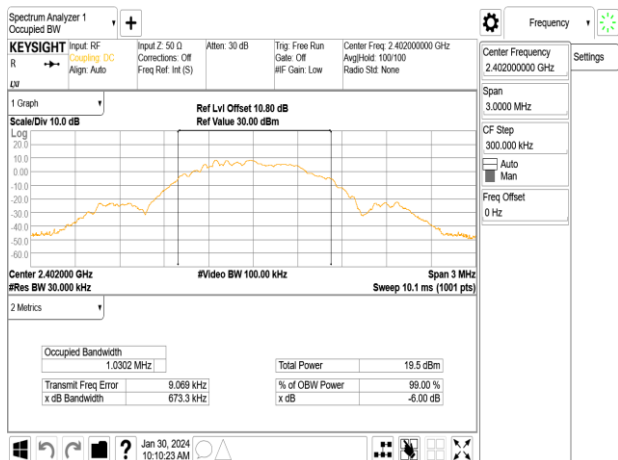 Spectrum Analyzer 1
Occupied BW
+
Frequency
KEYSIGHT
R
LXI
Input: RF
Coupling: DC
Align: Auto
Input Z: 50 Ω
Corrections: Off
Freq Ref: Int (S)
Atten: 30 dB
Trig: Free Run
Gate: Off
#IF Gain: Low
Center Freq: 2.402000000 GHz
Avg|Hold: 100/100
Radio Std: None
Center Frequency
2.402000000 GHz
Settings
Span
3.0000 MHz
CF Step
300.000 kHz
Auto
Man
Freq Offset
0 Hz
1 Graph
Scale/Div 10.0 dB
Ref Lvl Offset 10.80 dB
Ref Value 30.00 dBm
Log
20.0
10.0
0.00
-10.0
-20.0
-30.0
-40.0
-50.0
-60.0
Center 2.402000 GHz
#Video BW 100.00 kHz
Span 3 MHz
#Res BW 30.000 kHz
Sweep 10.1 ms (1001 pts)
2 Metrics
Occupied Bandwidth
1.0302 MHz
Total Power 19.5 dBm
Transmit Freq Error 9.069 kHz
% of OBW Power 99.00 %
x dB Bandwidth 673.3 kHz
x dB -6.00 dB
?
Jan 30, 2024
10:10:23 AM